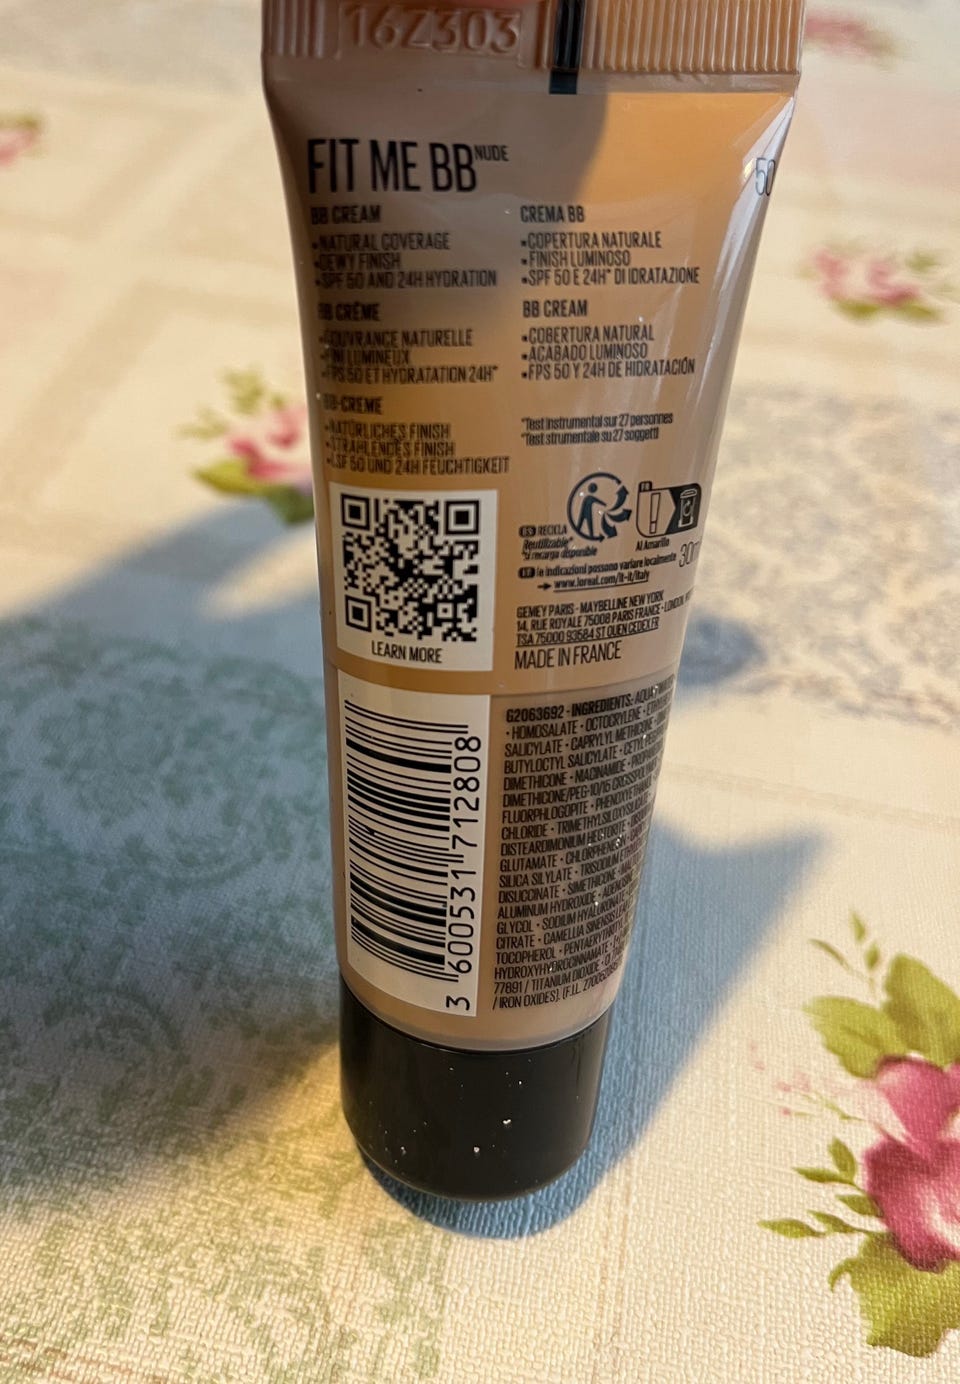 16Z303
FIT ME BB NUDE
50
BB CREAM
•NATURAL COVERAGE
•DEWY FINISH
•SPF 50 AND 24H HYDRATION
CREMA BB
•COPERTURA NATURALE
•FINISH LUMINOSO
•SPF 50 E 24H* DI IDRATAZIONE
BB CRÈME
•COUVRANCE NATURELLE
•FINI LUMINEUX
•FPS 50 ET HYDRATATION 24H*
BB CREAM
•COBERTURA NATURAL
•ACABADO LUMINOSO
•FPS 50 Y 24H DE HIDRATACIÓN
BB-CREME
•NATÜRLICHES FINISH
•STRAHLENDES FINISH
•LSF 50 UND 24H FEUCHTIGKEIT
*Test instrumental sur 27 personnes
*Test strumentale su 27 soggetti
FR
ES RECICLA
Al Amarillo
le indicazioni possono variare localmente
www.loreal.com/it-it/italy
GEMEY PARIS - MAYBELLINE NEW YORK
14, RUE ROYALE 75008 PARIS FRANCE - LONDON
TSA 75000 93584 ST OUEN CEDEX FR
MADE IN FRANCE
LEARN MORE
3 600531 712808
G2063692 - INGREDIENTS: AQUA
• HOMOSALATE • OCTOCRYLENE •
SALICYLATE • CAPRYLYL METHICONE •
BUTYLOCTYL SALICYLATE •
DIMETHICONE • NIACINAMIDE •
DIMETHICONE/PEG-10/15
FLUORPHLOGOPITE •
CHLORIDE •
DISTEARDIMONIUM HECTORITE •
GLUTAMATE •
SILICA SILYLATE • TRISODIUM
DISUCCINATE • SIMETHICONE •
ALUMINUM HYDROXIDE •
GLYCOL • SODIUM HYALURONATE
CITRATE • CAMELLIA SINENSIS LEAF
TOCOPHEROL •
HYDROXYHYDROCINNAMATE •
77891 / TITANIUM DIOXIDE •
/ IRON OXIDES). (F.I.L.